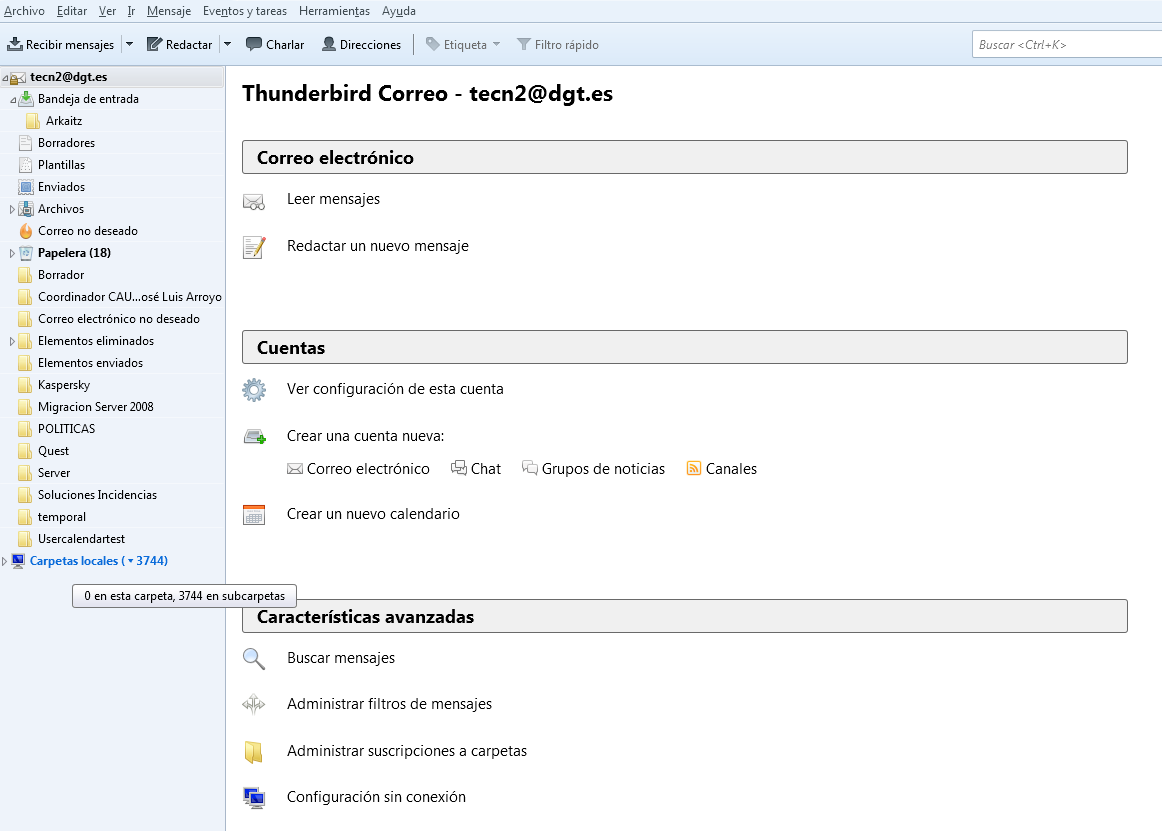 Archivo Editar Ver Ir Mensaje Eventos y tareas Herramientas Ayuda
Recibir mensajes Redactar Charlar Direcciones Etiqueta Filtro rápido Buscar <Ctrl+K>
tecn2@dgt.es
Bandeja de entrada
Arkaitz
Borradores
Plantillas
Enviados
Archivos
Correo no deseado
Papelera (18)
Borrador
Coordinador CAU...osé Luis Arroyo
Correo electrónico no deseado
Elementos eliminados
Elementos enviados
Kaspersky
Migracion Server 2008
POLITICAS
Quest
Server
Soluciones Incidencias
temporal
Usercalendartest
Carpetas locales (▾ 3744)
0 en esta carpeta, 3744 en subcarpetas
Thunderbird Correo - tecn2@dgt.es
Correo electrónico
Leer mensajes
Redactar un nuevo mensaje
Cuentas
Ver configuración de esta cuenta
Crear una cuenta nueva:
Correo electrónico Chat Grupos de noticias Canales
Crear un nuevo calendario
Características avanzadas
Buscar mensajes
Administrar filtros de mensajes
Administrar suscripciones a carpetas
Configuración sin conexión